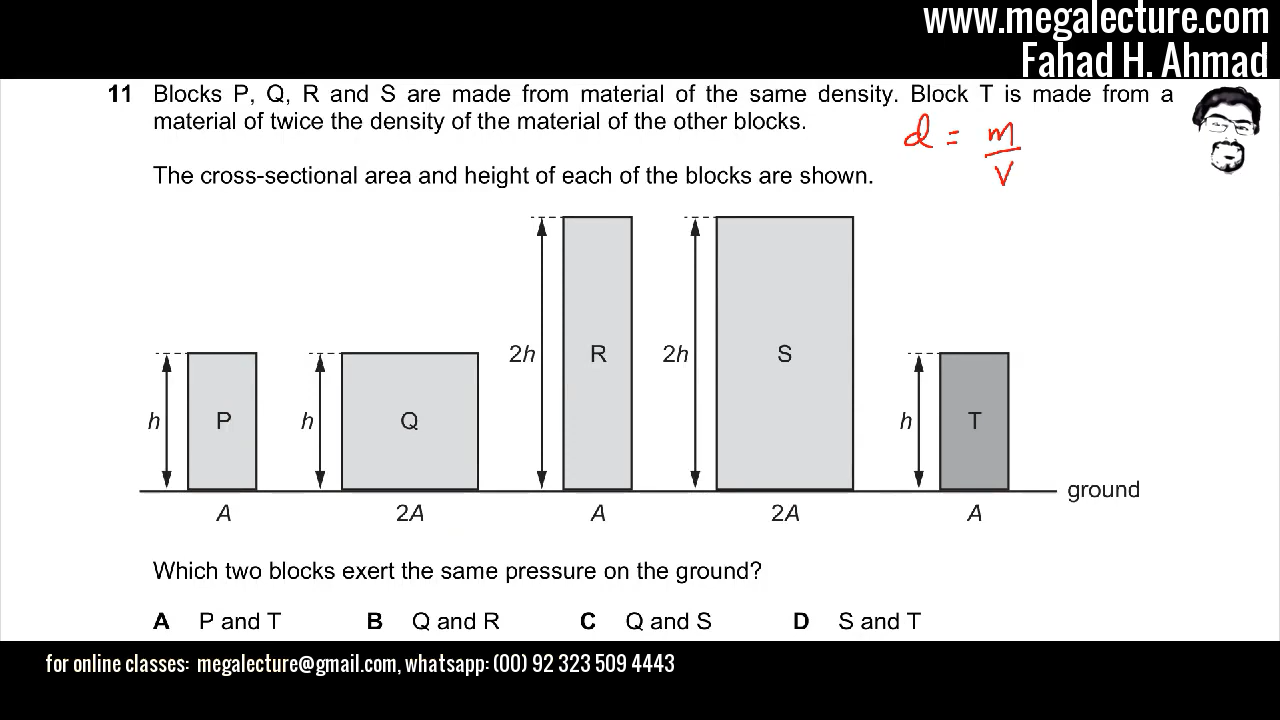 www.megalecture.com
Fahad H. Ahmad
11 Blocks P, Q, R and S are made from material of the same density. Block T is made from a
material of twice the density of the material of the other blocks.
d = m/v
The cross-sectional area and height of each of the blocks are shown.
h P h Q 2h R 2h S h T
ground
A 2A A 2A A
Which two blocks exert the same pressure on the ground?
A P and T B Q and R C Q and S D S and T
for online classes: megalecture@gmail.com, whatsapp: (00) 92 323 509 4443